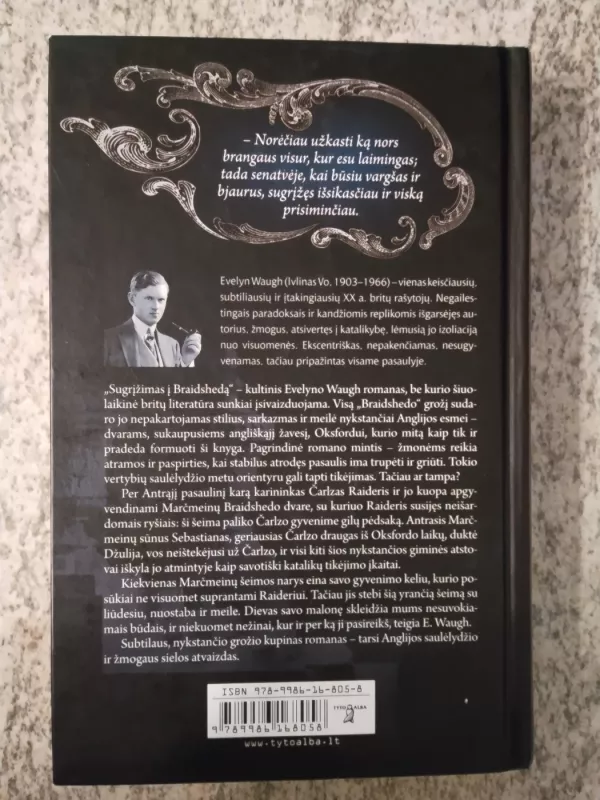 – Norėčiau užkasti ką nors
brangaus visur, kur esu laimingas;
tada senatvėje, kai būsiu vargšas ir
bjaurus, sugrįžęs išsikasčiau ir viską
prisiminčiau.
Evelyn Waugh (Ivlinas Vo, 1903–1966) – vienas keisčiausių,
subtiliausių ir įtakingiausių XX a. britų rašytojų. Negailes-
tingais paradoksais ir kandžiomis replikomis išgarsėjęs au-
torius, žmogus, atsivertęs į katalikybę, lėmusią jo izoliaciją
nuo visuomenės. Ekscentriškas, nepakenčiamas, nesugy-
venamas, tačiau pripažintas visame pasaulyje.
„Sugrįžimas į Braidshedą“ – kultinis Evelyno Waugh romanas, be kurio šiuo-
laikinė britų literatūra sunkiai įsivaizduojama. Visą „Braidshedo“ grožį suda-
ro jo nepakartojamas stilius, sarkazmas ir meilė nykstančiai Anglijos esmei –
dvarams, sukaupusiems angliškąjį žavesį, Oksfordui, kurio mitą kaip tik ir
pradeda formuoti ši knyga. Pagrindinė romano mintis – žmonėms reikia
atramos ir paspirties, kai stabilus atrodęs pasaulis ima trupėti ir griūti. Tokio
vertybių saulėlydžio metu orientyru gali tapti tikėjimas. Tačiau ar tampa?
Per Antrąjį pasaulinį karą karininkas Čarlzas Raideris ir jo kuopa apgy-
vendinami Marčmeinų Braidshedo dvare, su kuriuo Raideris susijęs neišar-
domais ryšiais: ši šeima paliko Čarlzo gyvenime gilų pėdsaką. Antrasis Marč-
meinų sūnus Sebastianas, geriausias Čarlzo draugas iš Oksfordo laikų, duktė
Džulija, vos neištekėjusi už Čarlzo, ir visi kiti šios nykstančios giminės atsto-
vai iškyla jo atmintyje kaip savotiški katalikų tikėjimo įkaitai.
Kiekvienas Marčmeinų šeimos narys eina savo gyvenimo keliu, kurio po-
sūkiai ne visuomet suprantami Raideriui. Tačiau jis stebi šią yrančią šeimą su
liūdesiu, nuostaba ir meile. Dievas savo malonę skleidžia mums nesuvokia-
mais būdais, ir niekuomet nežinai, kur ir per ką ji pasireikš, teigia E. Waugh.
Subtilaus, nykstančio grožio kupinas romanas – tarsi Anglijos saulėlydžio
ir žmogaus sielos atvaizdas.
ISBN 978-9986-16-805-8
TYTO ALBA
9 789986 168058
www.tytoalba.lt